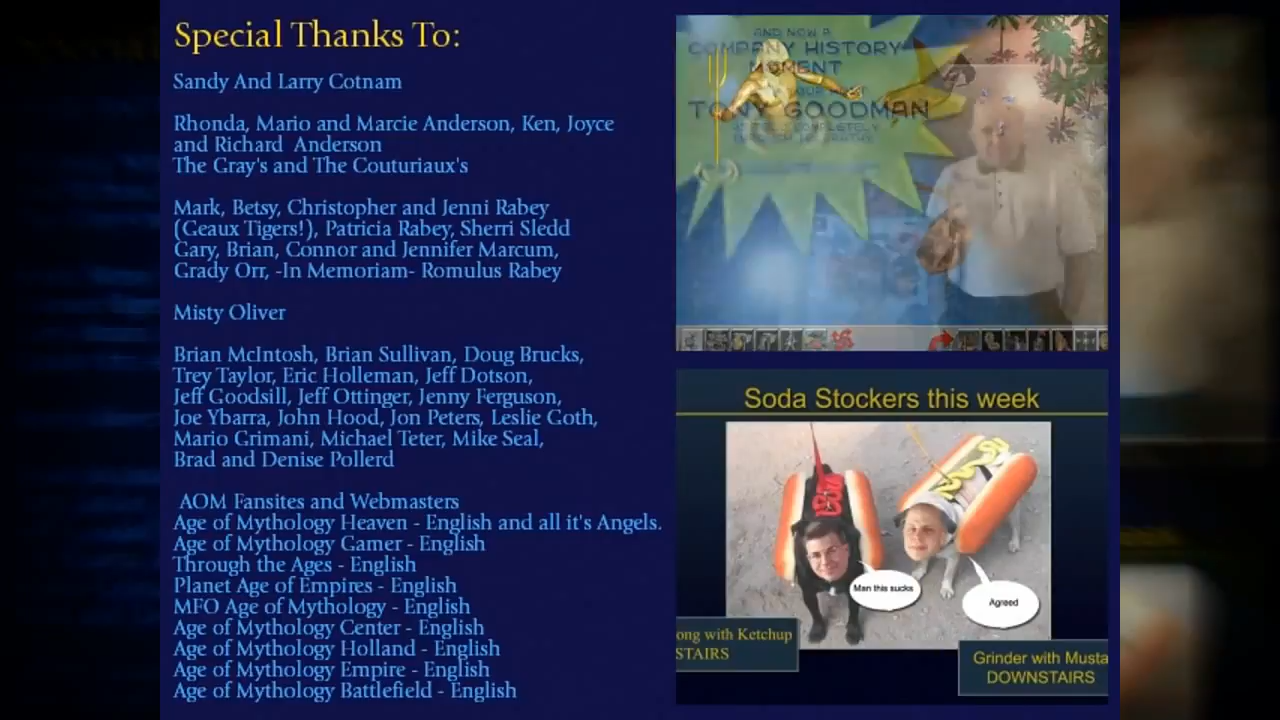 Special Thanks To:
Sandy And Larry Cotnam
Rhonda, Mario and Marcie Anderson, Ken, Joyce
and Richard Anderson
The Gray's and The Couturiaux's
Mark, Betsy, Christopher and Jenni Rabey
(Geaux Tigers!), Patricia Rabey, Sherri Sledd
Gary, Brian, Connor and Jennifer Marcum,
Grady Orr, -In Memoriam- Romulus Rabey
Misty Oliver
Brian McIntosh, Brian Sullivan, Doug Brucks,
Trey Taylor, Eric Holleman, Jeff Dotson,
Jeff Goodsill, Jeff Ottinger, Jenny Ferguson,
Joe Ybarra, John Hood, Jon Peters, Leslie Goth,
Mario Grimani, Michael Teter, Mike Seal,
Brad and Denise Pollerd
AOM Fansites and Webmasters
Age of Mythology Heaven - English and all it's Angels.
Age of Mythology Gamer - English
Through the Ages - English
Planet Age of Empires - English
MFO Age of Mythology - English
Age of Mythology Center - English
Age of Mythology Holland - English
Age of Mythology Empire - English
Age of Mythology Battlefield - English
AND NOW A
COMPANY HISTORY
MOMENT
TONY GOODMAN
Soda Stockers this week
Man this sucks
Agreed
ong with Ketchup
STAIRS
Grinder with Musta
DOWNSTAIRS